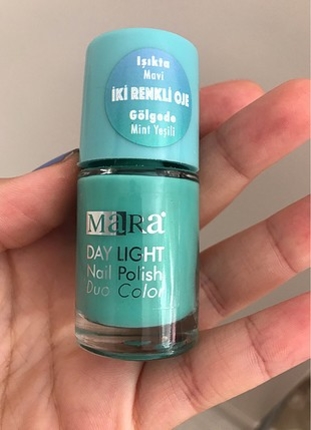 Işıkta
Mavi
İKİ RENKLİ OJE
Gölgede
Mint Yeşili
MaRa®
DAY LIGHT
Nail Polish
Duo Color